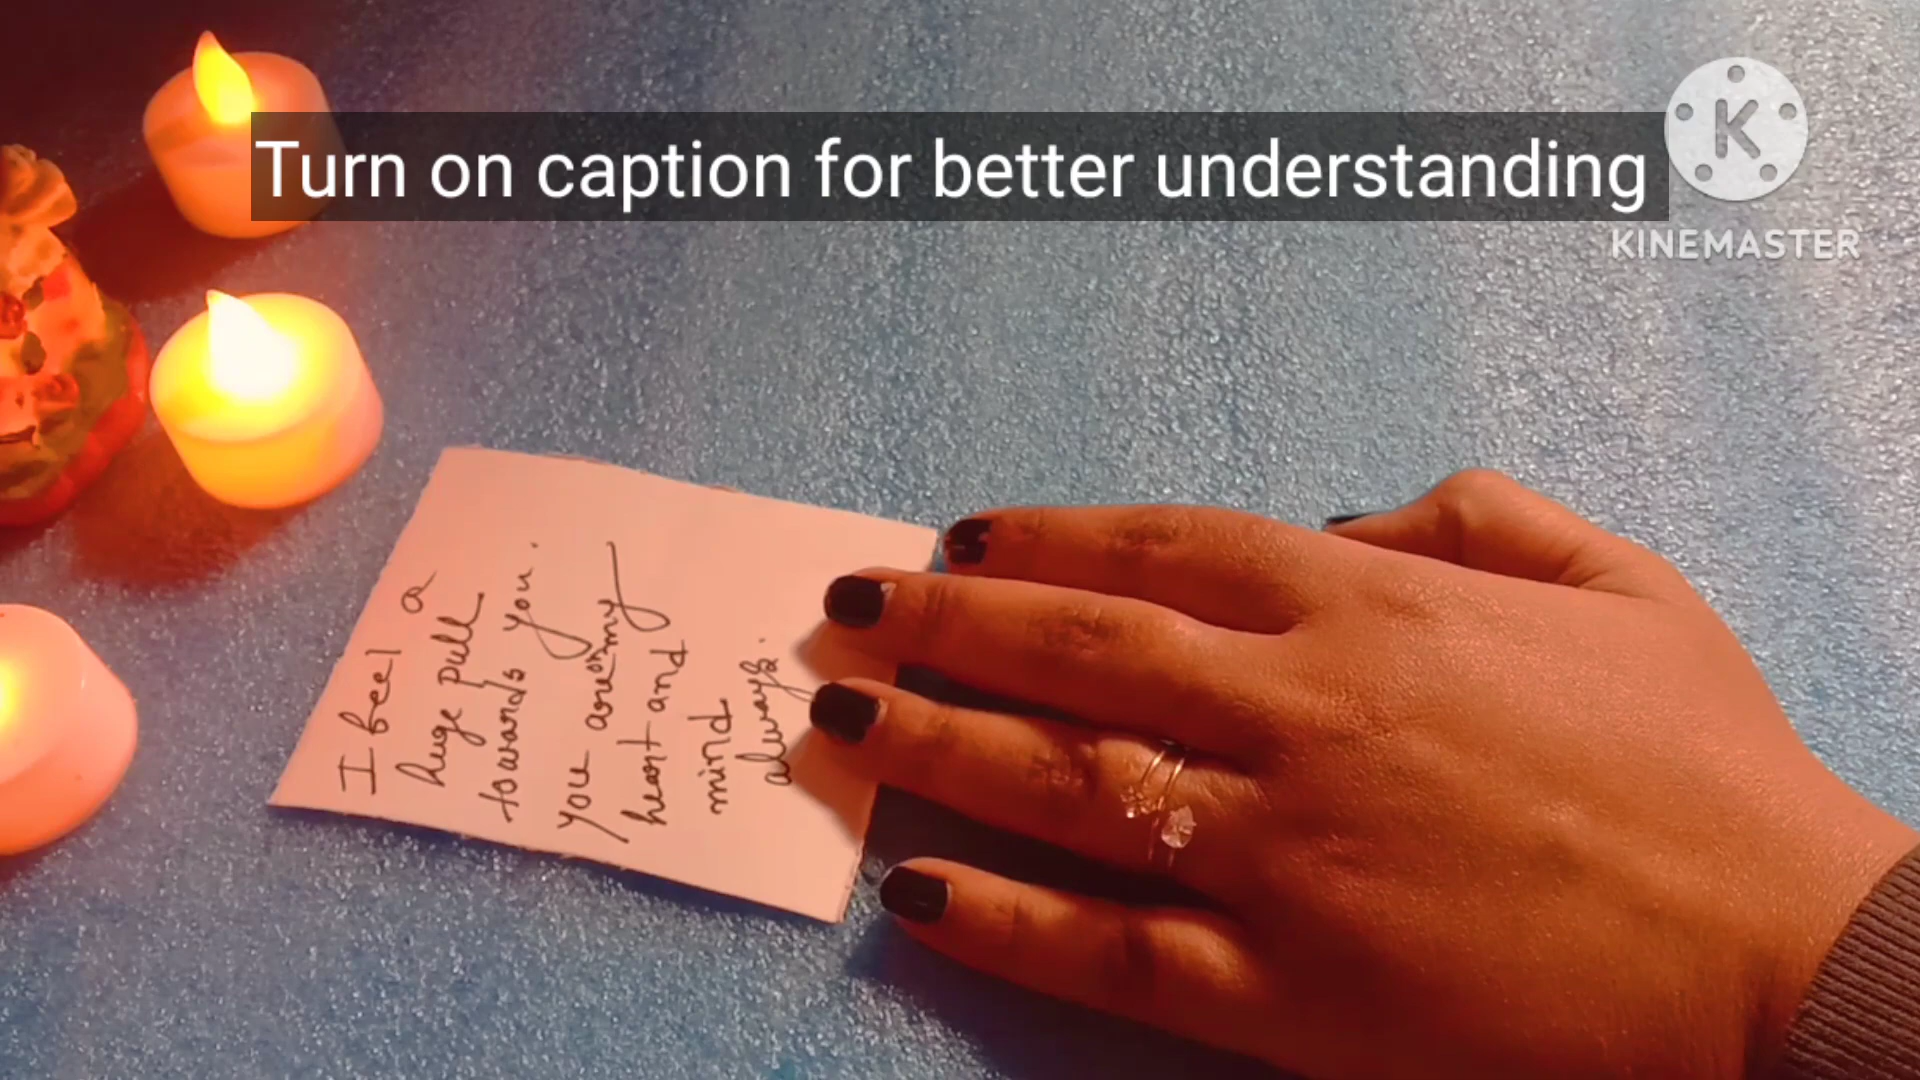 Turn on caption for better understanding
K
KINEMASTER
I feel a
huge pull
towards you.
you are on my
heart and
mind
always.